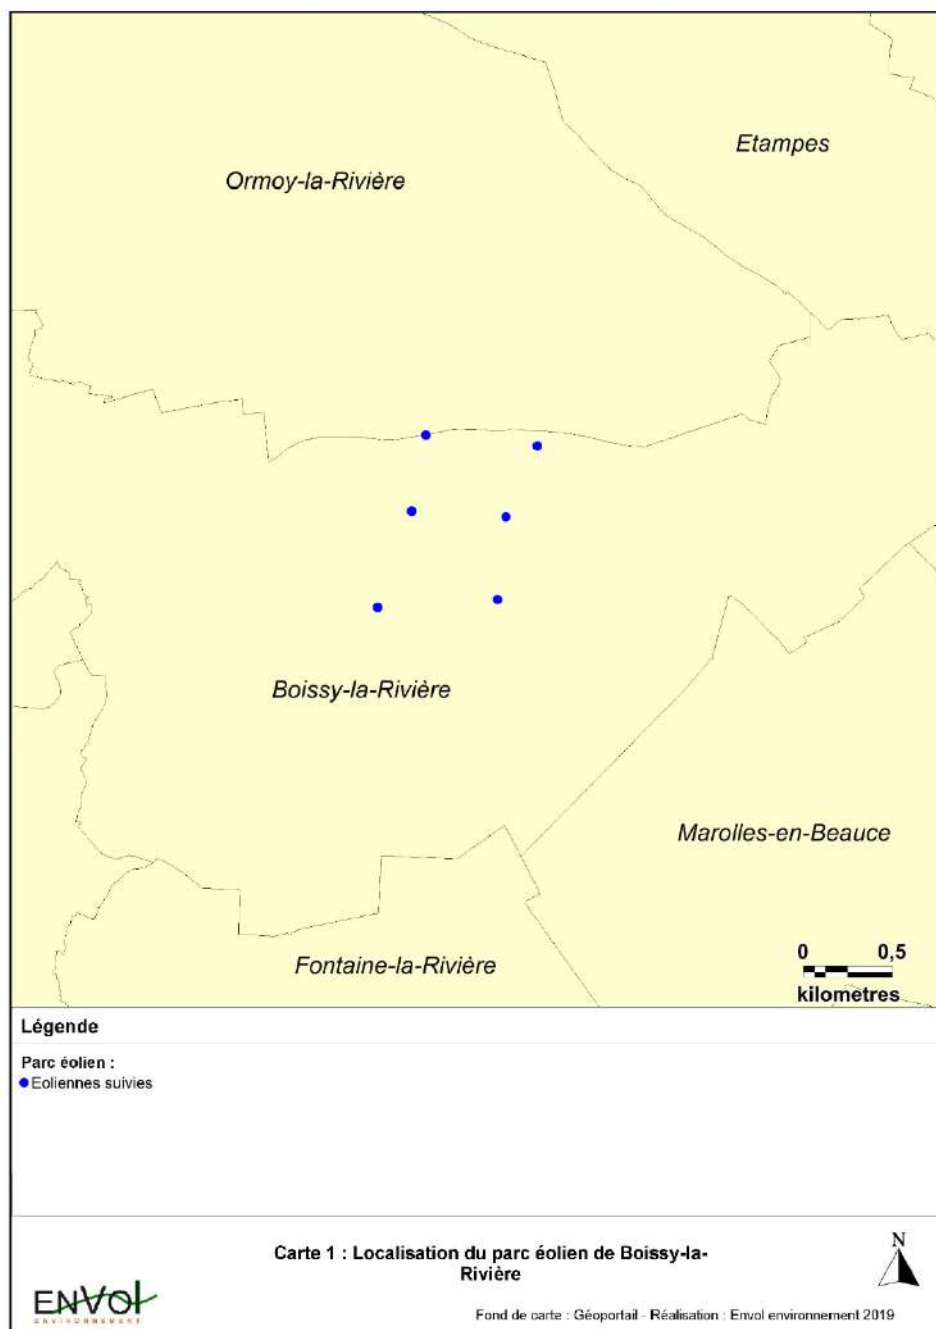 Etampes
Ormoy-la-Rivière
Boissy-la-Rivière
Marolles-en-Beauce
Fontaine-la-Rivière
0 0,5
kilometres
Légende
Parc éolien :
Eoliennes suivies
Carte 1 : Localisation du parc éolien de Boissy-la-
Rivière
N
ENVOL
ENVIRONNEMENT
Fond de carte : Géoportail - Réalisation : Envol environnement 2019